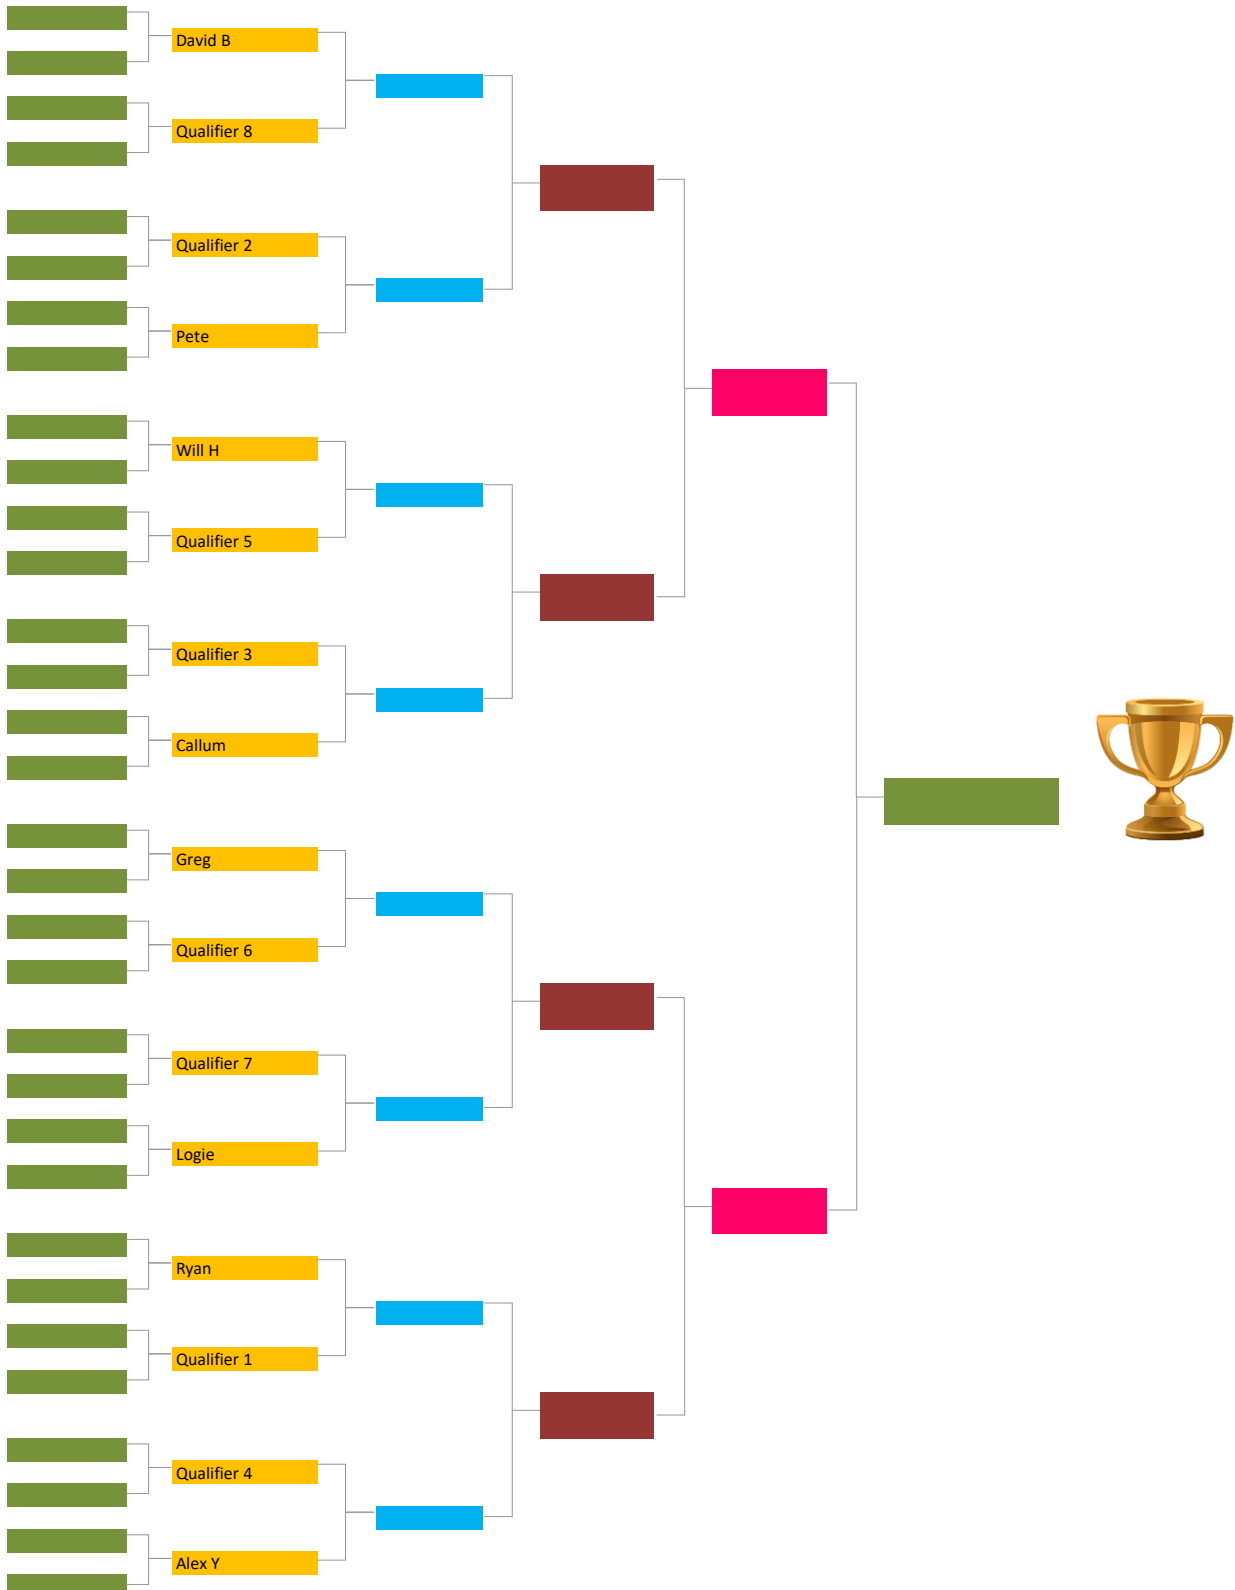 David B
Qualifier 8
Qualifier 2
Pete
Will H
Qualifier 5
Qualifier 3
Callum
Greg
Qualifier 6
Qualifier 7
Logie
Ryan
Qualifier 1
Qualifier 4
Alex Y